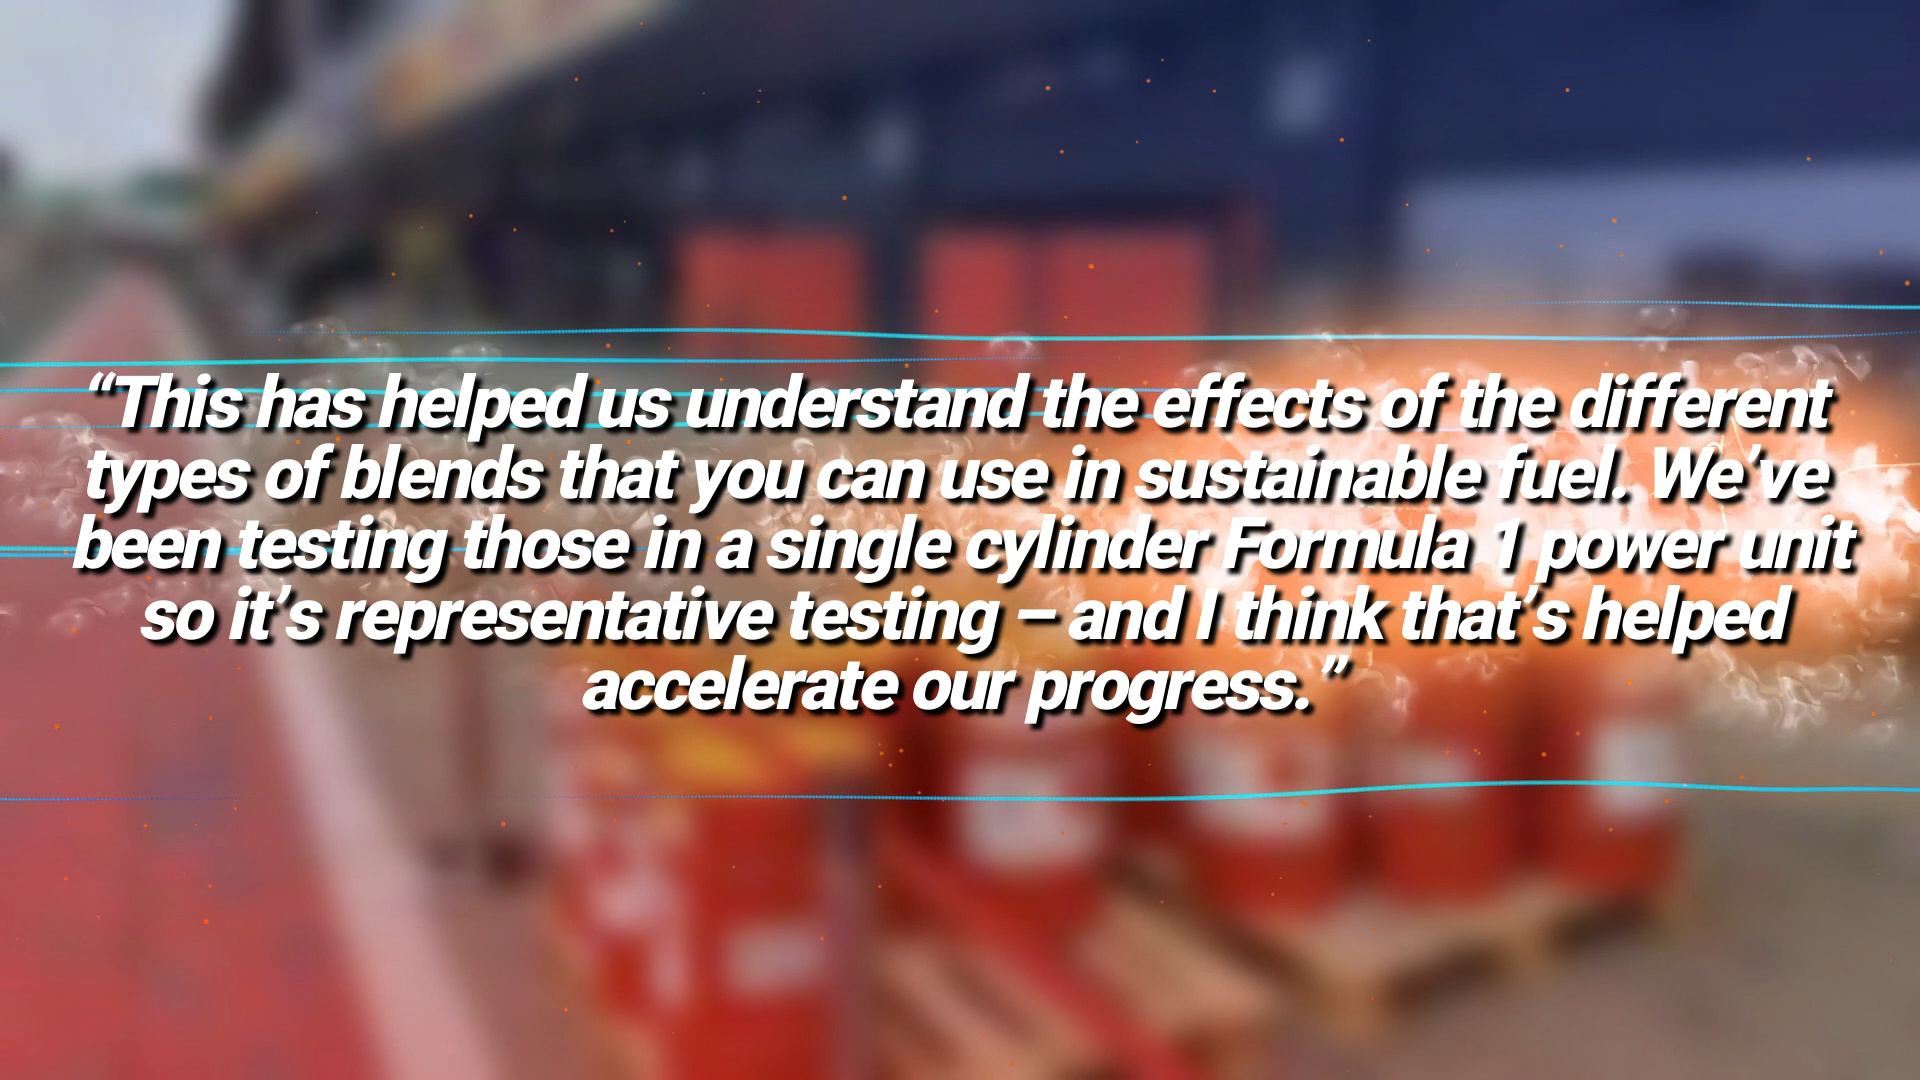 “This has helped us understand the effects of the different
types of blends that you can use in sustainable fuel. We’ve
been testing those in a single cylinder Formula 1 power unit
so it’s representative testing – and I think that’s helped
accelerate our progress.”